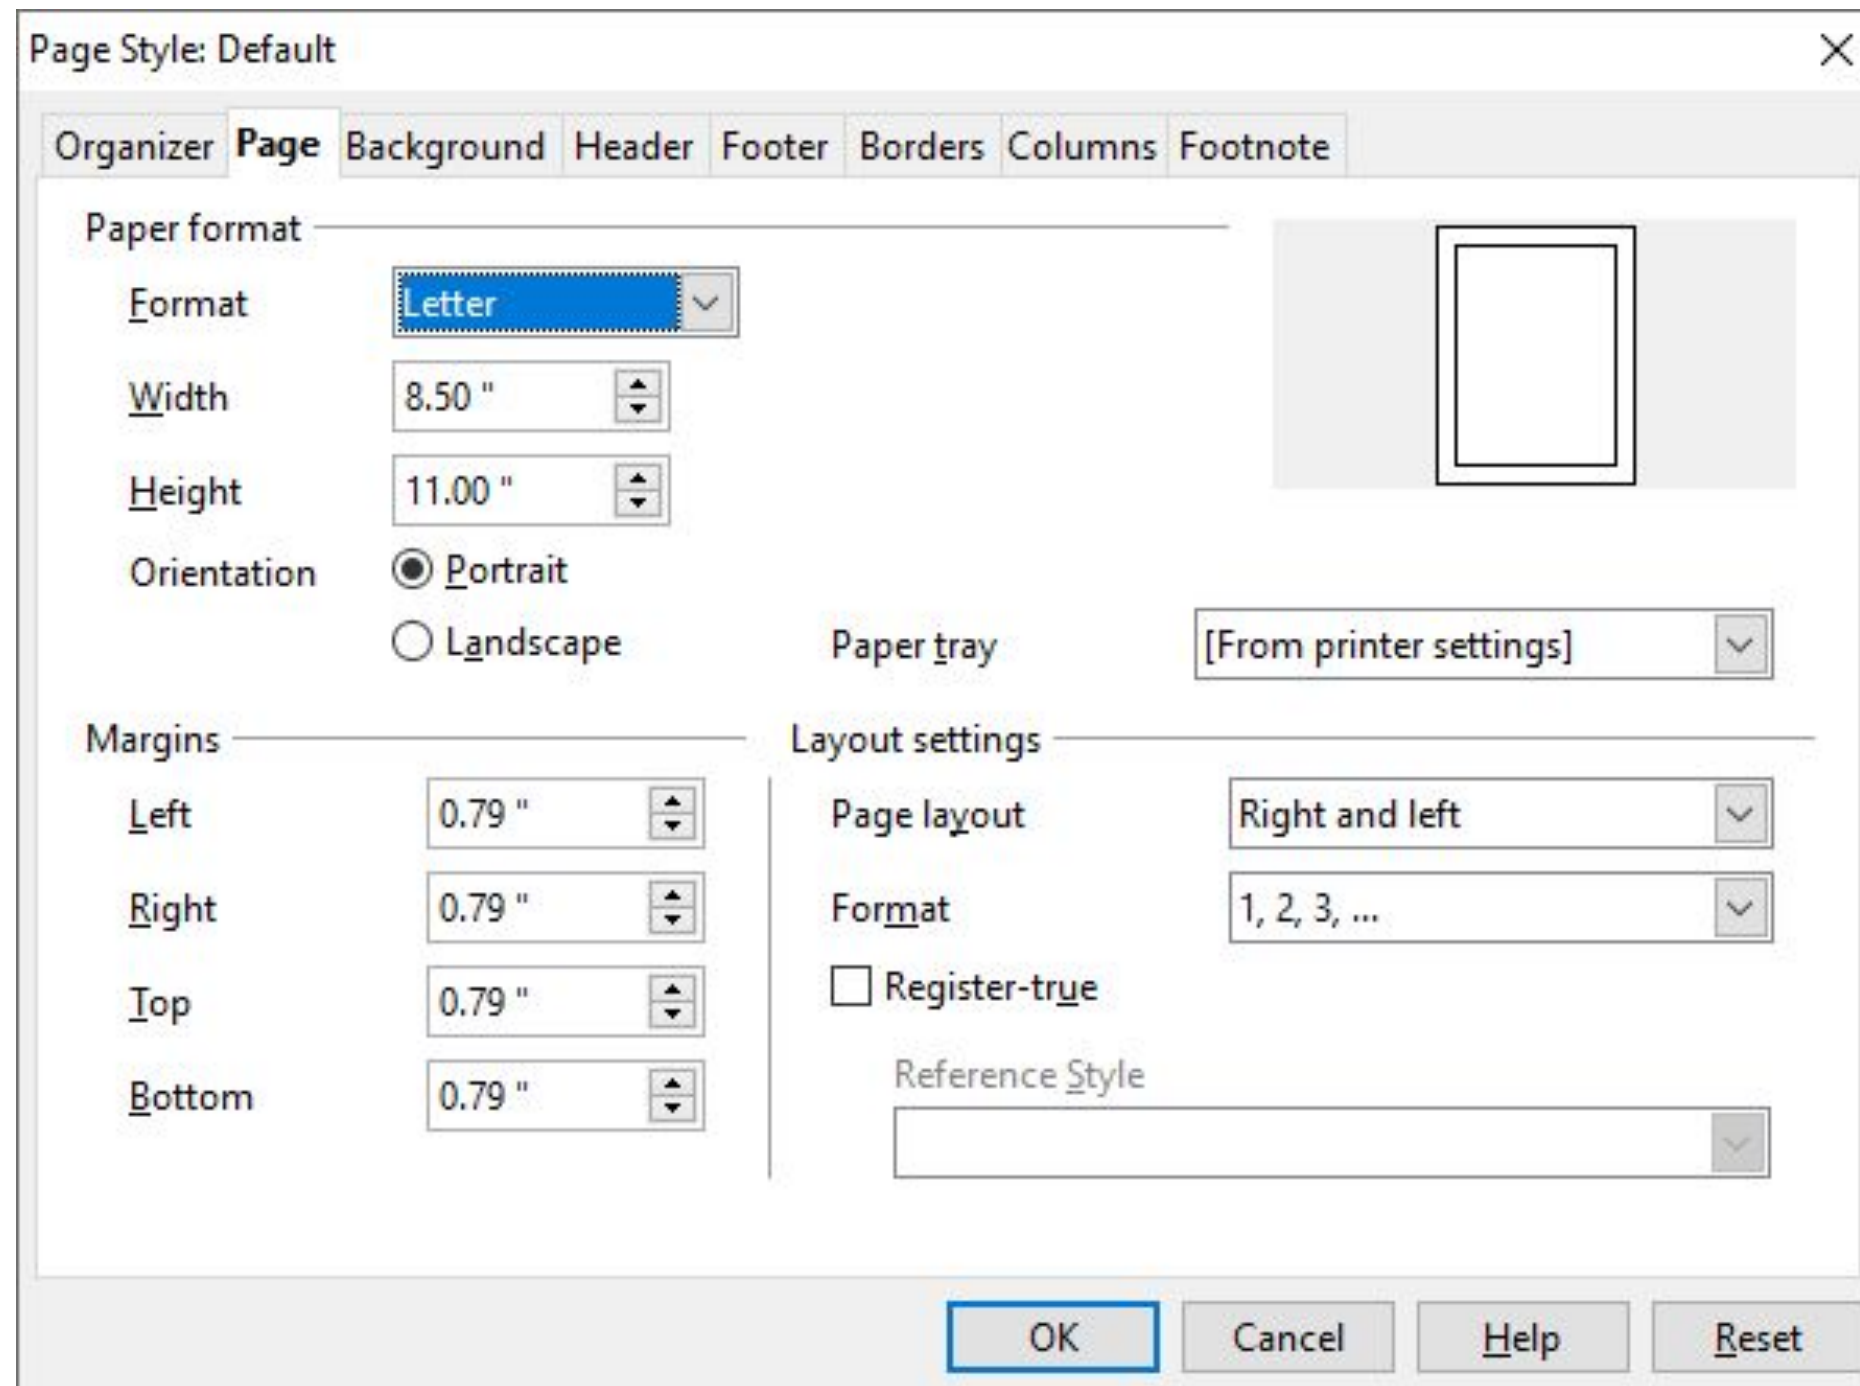 Page Style: Default
Organizer Page Background Header Footer Borders Columns Footnote
Paper format
Format Letter
Width 8.50 "
Height 11.00 "
Orientation Portrait
Landscape
Paper tray [From printer settings]
Margins
Left 0.79 "
Right 0.79 "
Top 0.79 "
Bottom 0.79 "
Layout settings
Page layout Right and left
Format 1, 2, 3, ...
Register-true
Reference Style
OK Cancel Help Reset